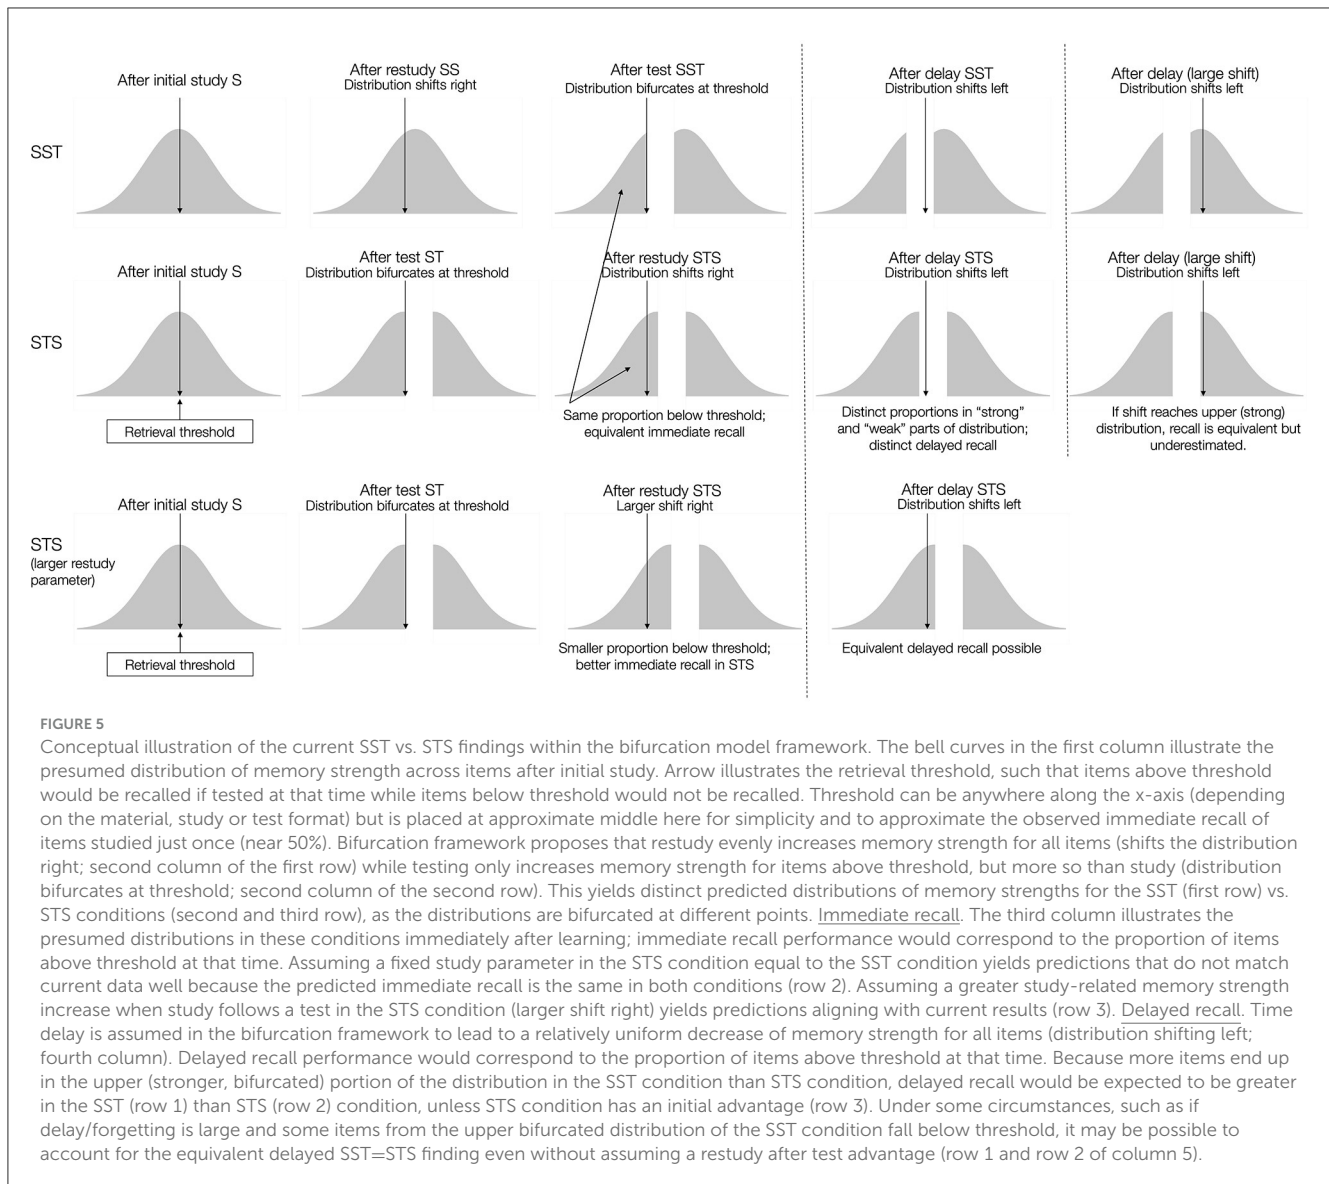 After initial study S
After restudy SS
Distribution shifts right
After test SST
Distribution bifurcates at threshold
After delay SST
Distribution shifts left
After delay (large shift)
Distribution shifts left
SST
After initial study S
After test ST
Distribution bifurcates at threshold
After restudy STS
Distribution shifts right
After delay STS
Distribution shifts left
After delay (large shift)
Distribution shifts left
STS
Retrieval threshold
Same proportion below threshold;
equivalent immediate recall
Distinct proportions in “strong”
and “weak” parts of distribution;
distinct delayed recall
If shift reaches upper (strong)
distribution, recall is equivalent but
underestimated.
After initial study S
After test ST
Distribution bifurcates at threshold
After restudy STS
Larger shift right
After delay STS
Distribution shifts left
STS
(larger restudy
parameter)
Retrieval threshold
Smaller proportion below threshold;
better immediate recall in STS
Equivalent delayed recall possible
FIGURE 5
Conceptual illustration of the current SST vs. STS findings within the bifurcation model framework. The bell curves in the first column illustrate the
presumed distribution of memory strength across items after initial study. Arrow illustrates the retrieval threshold, such that items above threshold
would be recalled if tested at that time while items below threshold would not be recalled. Threshold can be anywhere along the x-axis (depending
on the material, study or test format) but is placed at approximate middle here for simplicity and to approximate the observed immediate recall of
items studied just once (near 50%). Bifurcation framework proposes that restudy evenly increases memory strength for all items (shifts the distribution
right; second column of the first row) while testing only increases memory strength for items above threshold, but more so than study (distribution
bifurcates at threshold; second column of the second row). This yields distinct predicted distributions of memory strengths for the SST (first row) vs.
STS conditions (second and third row), as the distributions are bifurcated at different points. Immediate recall. The third column illustrates the
presumed distributions in these conditions immediately after learning; immediate recall performance would correspond to the proportion of items
above threshold at that time. Assuming a fixed study parameter in the STS condition equal to the SST condition yields predictions that do not match
current data well because the predicted immediate recall is the same in both conditions (row 2). Assuming a greater study-related memory strength
increase when study follows a test in the STS condition (larger shift right) yields predictions aligning with current results (row 3). Delayed recall. Time
delay is assumed in the bifurcation framework to lead to a relatively uniform decrease of memory strength for all items (distribution shifting left;
fourth column). Delayed recall performance would correspond to the proportion of items above threshold at that time. Because more items end up
in the upper (stronger, bifurcated) portion of the distribution in the SST condition than STS condition, delayed recall would be expected to be greater
in the SST (row 1) than STS (row 2) condition, unless STS condition has an initial advantage (row 3). Under some circumstances, such as if
delay/forgetting is large and some items from the upper bifurcated distribution of the SST condition fall below threshold, it may be possible to
account for the equivalent delayed SST=STS finding even without assuming a restudy after test advantage (row 1 and row 2 of column 5).